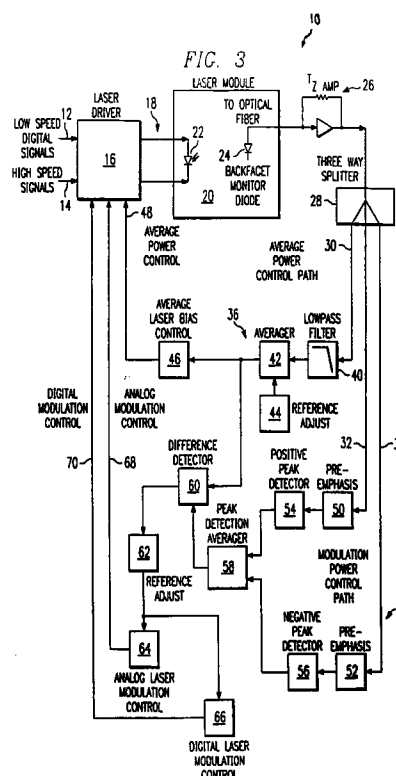 10
FIG. 3
LASER MODULE
TO OPTICAL
FIBER
24
BACKFACET
MONITOR
DIODE
20
22
18
LASER
DRIVER
16
12
LOW SPEED
DIGITAL
SIGNALS
HIGH SPEED
SIGNALS
14
TZ AMP
26
THREE WAY
SPLITTER
28
30
48
AVERAGE
POWER
CONTROL
AVERAGE
POWER
CONTROL PATH
36
LOWPASS
FILTER
40
AVERAGER
42
44
REFERENCE
ADJUST
AVERAGE
LASER BIAS
CONTROL
46
DIGITAL
MODULATION
CONTROL
ANALOG
MODULATION
CONTROL
70
68
32
DIFFERENCE
DETECTOR
60
POSITIVE
PEAK
DETECTOR
54
PRE-
EMPHASIS
50
62
REFERENCE
ADJUST
PEAK
DETECTION
AVERAGER
58
MODULATION
POWER
CONTROL
PATH
NEGATIVE
PEAK
DETECTOR
56
PRE-
EMPHASIS
52
64
ANALOG LASER
MODULATION
CONTROL
66
DIGITAL LASER
MODULATION
CONTROL